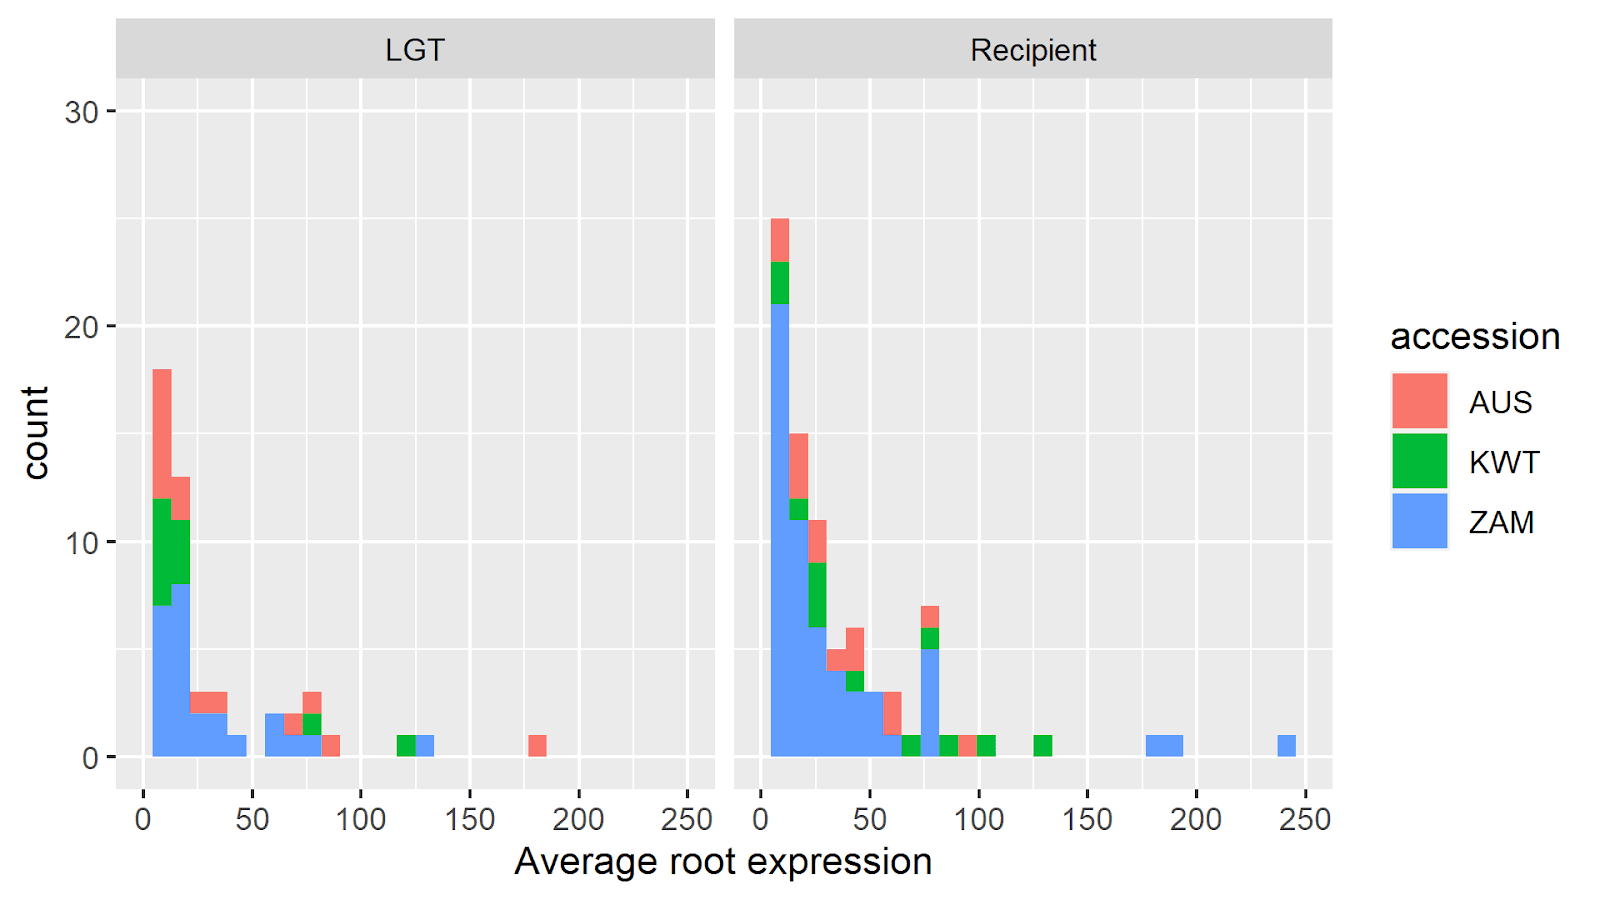 LGT Recipient
30
20
10
0
count
0 50 100 150 200 250 0 50 100 150 200 250
Average root expression
accession
AUS
KWT
ZAM